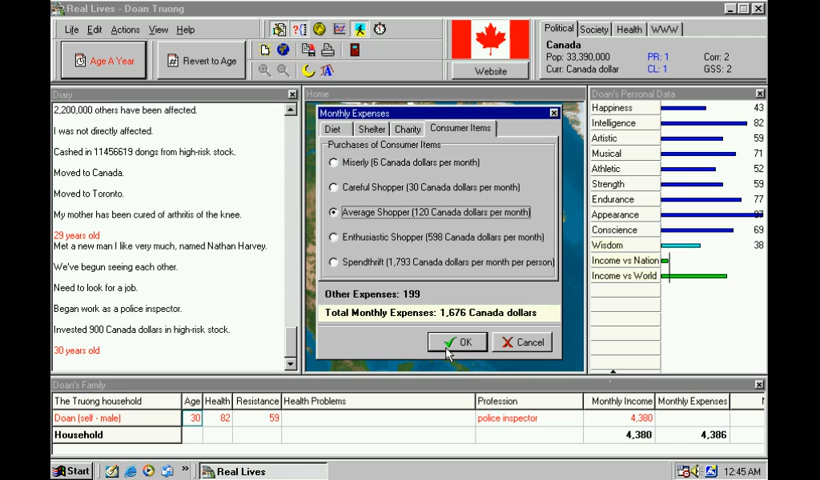 Real Lives - Doan Truong
Life Edit Actions View Help
Age A Year
Revert to Age
Website
Political Society Health WWW
Canada
Pop: 33,390,000 PR: 1 Corr: 2
Curr: Canada dollar CL: 1 GSS: 2
Diary
2,200,000 others have been affected.
I was not directly affected.
Cashed in 11456619 dongs from high-risk stock.
Moved to Canada.
Moved to Toronto.
My mother has been cured of arthritis of the knee.
29 years old
Met a new man I like very much, named Nathan Harvey.
We've begun seeing each other.
Need to look for a job.
Began work as a police inspector.
Invested 900 Canada dollars in high-risk stock.
30 years old
Home
Monthly Expenses
Diet Shelter Charity Consumer Items
Purchases of Consumer Items
Miserly (6 Canada dollars per month)
Careful Shopper (30 Canada dollars per month)
Average Shopper (120 Canada dollars per month)
Enthusiastic Shopper (598 Canada dollars per month)
Spendthrift (1,793 Canada dollars per month per person)
Other Expenses: 199
Total Monthly Expenses: 1,676 Canada dollars
OK Cancel
Doan's Personal Data
Happiness 43
Intelligence 82
Artistic 59
Musical 71
Athletic 52
Strength 59
Endurance 77
Appearance 97
Conscience 69
Wisdom 38
Income vs Nation
Income vs World
Doan's Family
The Truong household Age Health Resistance Health Problems Profession Monthly Income Monthly Expenses
Doan (self - male) 30 82 59 police inspector 4,380
Household 4,380 4,386
Start Real Lives 12:45 AM